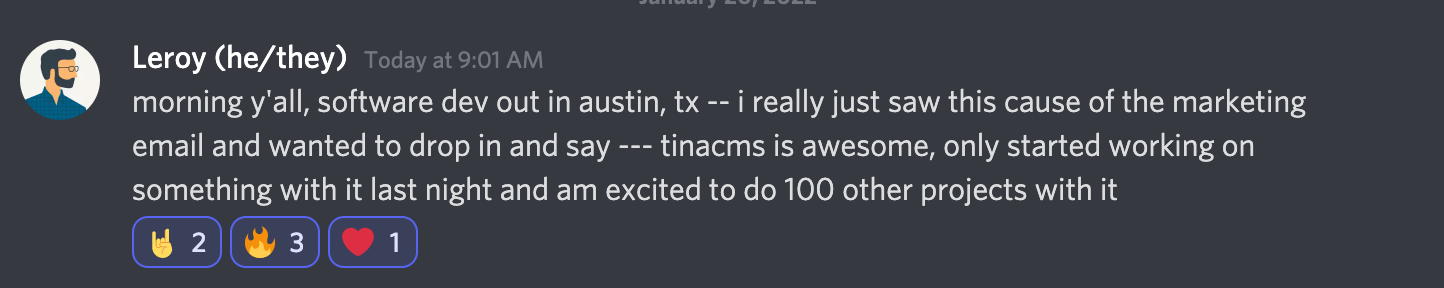 January 26, 2022
Leroy (he/they) Today at 9:01 AM
morning y'all, software dev out in austin, tx -- i really just saw this cause of the marketing
email and wanted to drop in and say --- tinacms is awesome, only started working on
something with it last night and am excited to do 100 other projects with it
2 3 1